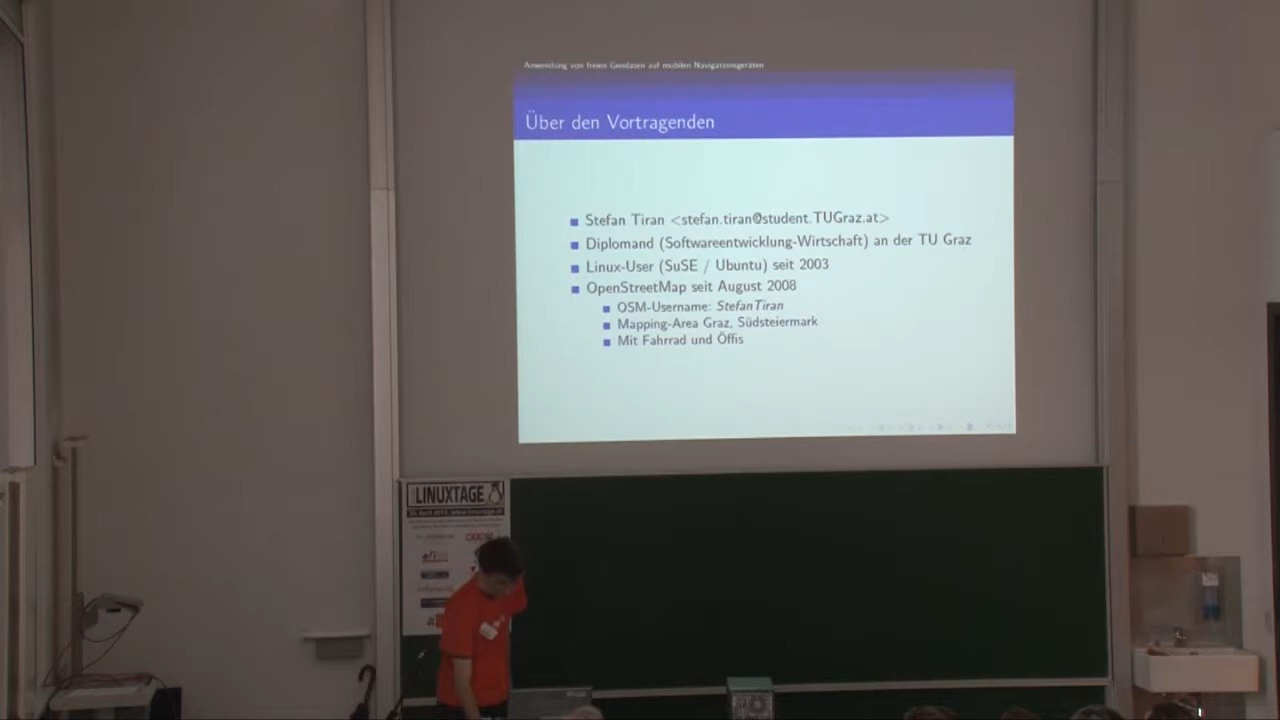 Anwendung von freien Geodaten auf mobilen Navigationsgeräten
Über den Vortragenden
Stefan Tiran <stefan.tiran@student.TUGraz.at>
Diplomand (Softwareentwicklung-Wirtschaft) an der TU Graz
Linux-User (SuSE / Ubuntu) seit 2003
OpenStreetMap seit August 2008
OSM-Username: StefanTiran
Mapping-Area Graz, Südsteiermark
Mit Fahrrad und Öffis
LINUXTAGE